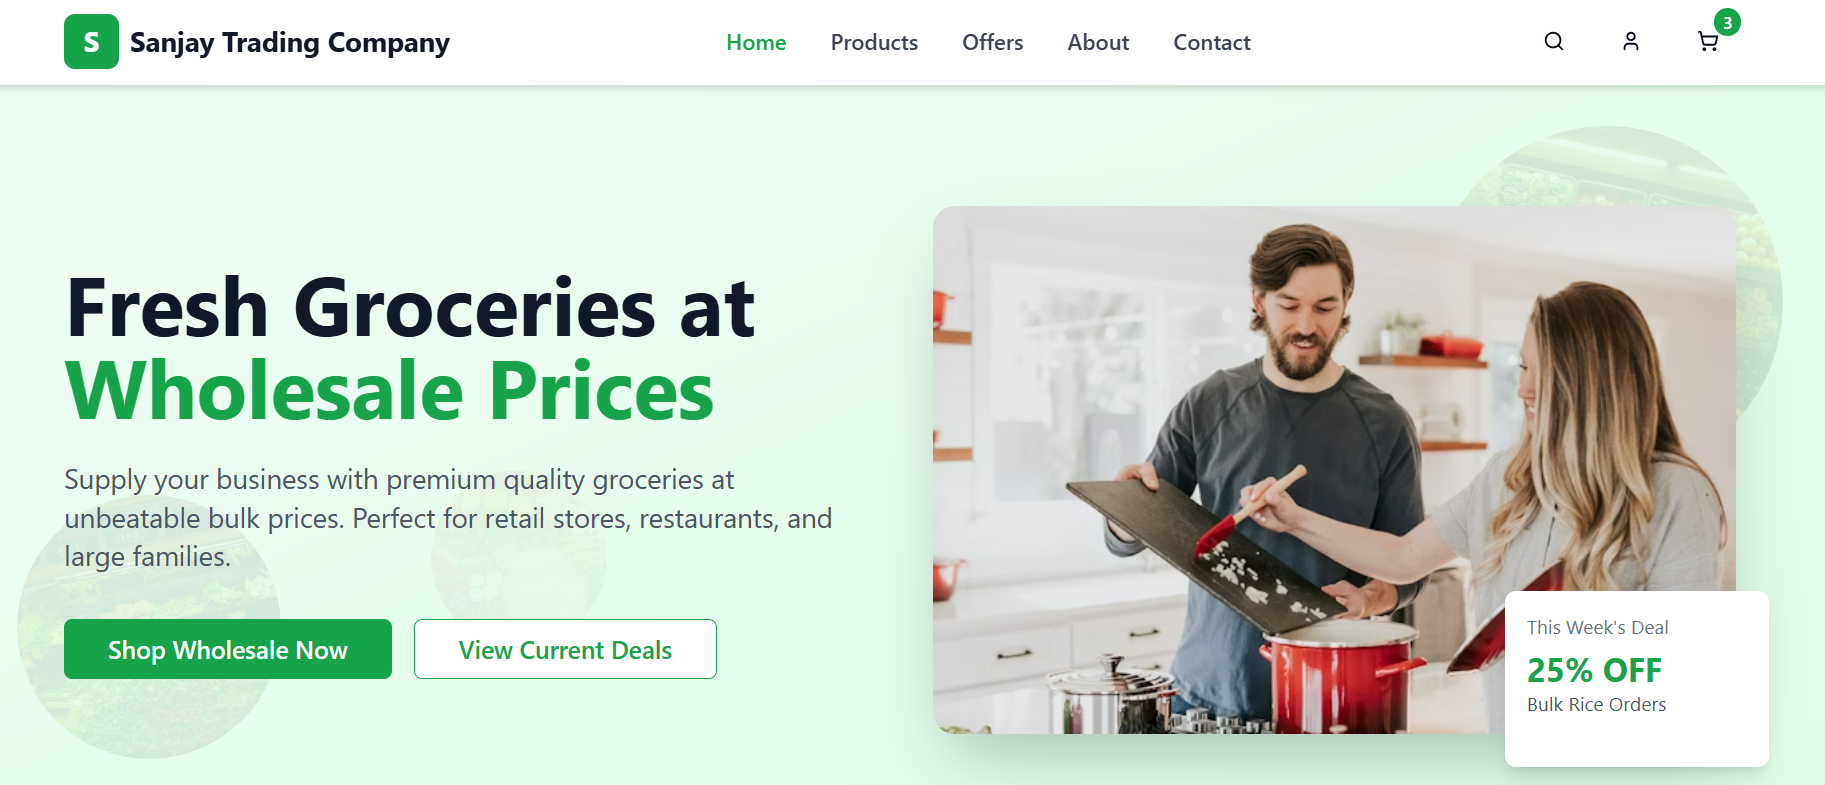 S
Sanjay Trading Company
Home
Products
Offers
About
Contact
3
Fresh Groceries at
Wholesale Prices
Supply your business with premium quality groceries at
unbeatable bulk prices. Perfect for retail stores, restaurants, and
large families.
Shop Wholesale Now
View Current Deals
This Week's Deal
25% OFF
Bulk Rice Orders